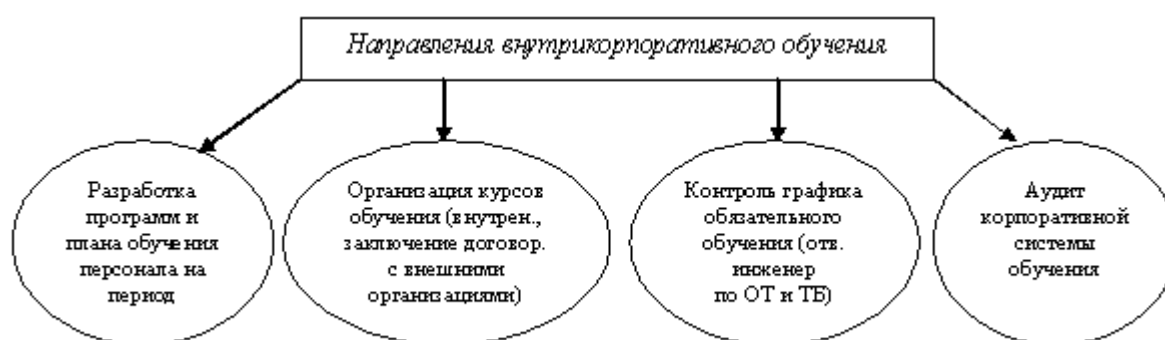 Направления внутрикорпоративного обучения
Разработка
программ и
плана обучения
персонала на
период
Организация курсов
обучения (внутрен.,
заключение договор.
с внешними
организациями)
Контроль графика
обязательного
обучения (отв.
инженер
по ОТ и ТБ)
Аудит
корпоративной
системы
обучения